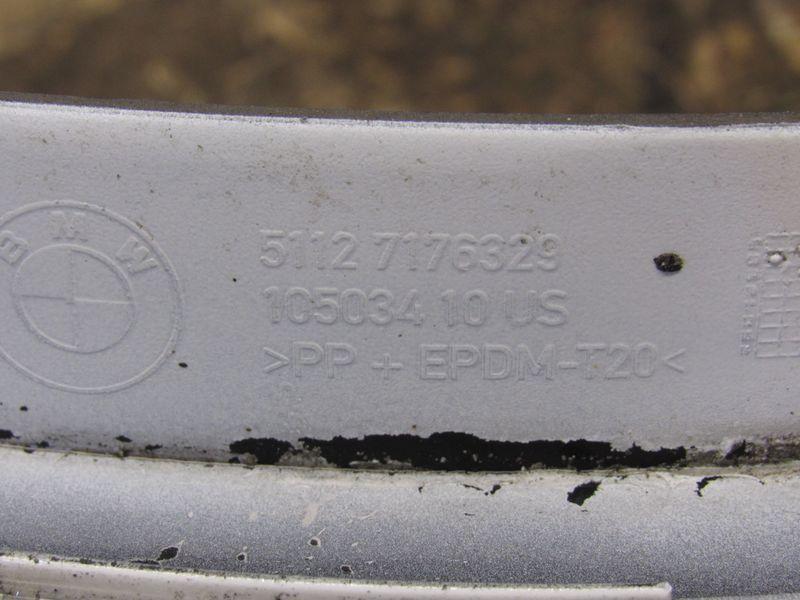 BMW
5112 7176329
105034 10 US
>PP + EPDM-T20<